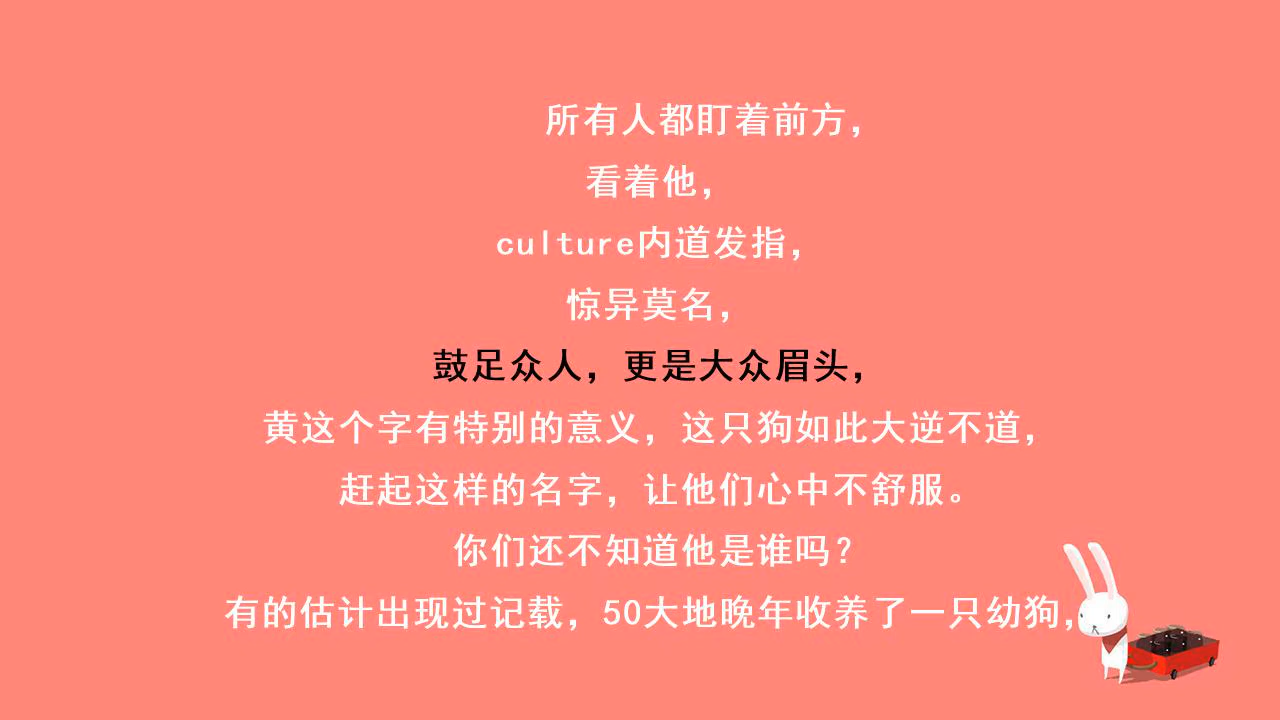 所有人都盯着前方，
看着他，
culture内道发指，
惊异莫名，
鼓足众人，更是大众眉头，
黄这个字有特别的意义，这只狗如此大逆不道，
赶起这样的名字，让他们心中不舒服。
你们还不知道他是谁吗？
有的估计出现过记载，50大地晚年收养了一只幼狗，